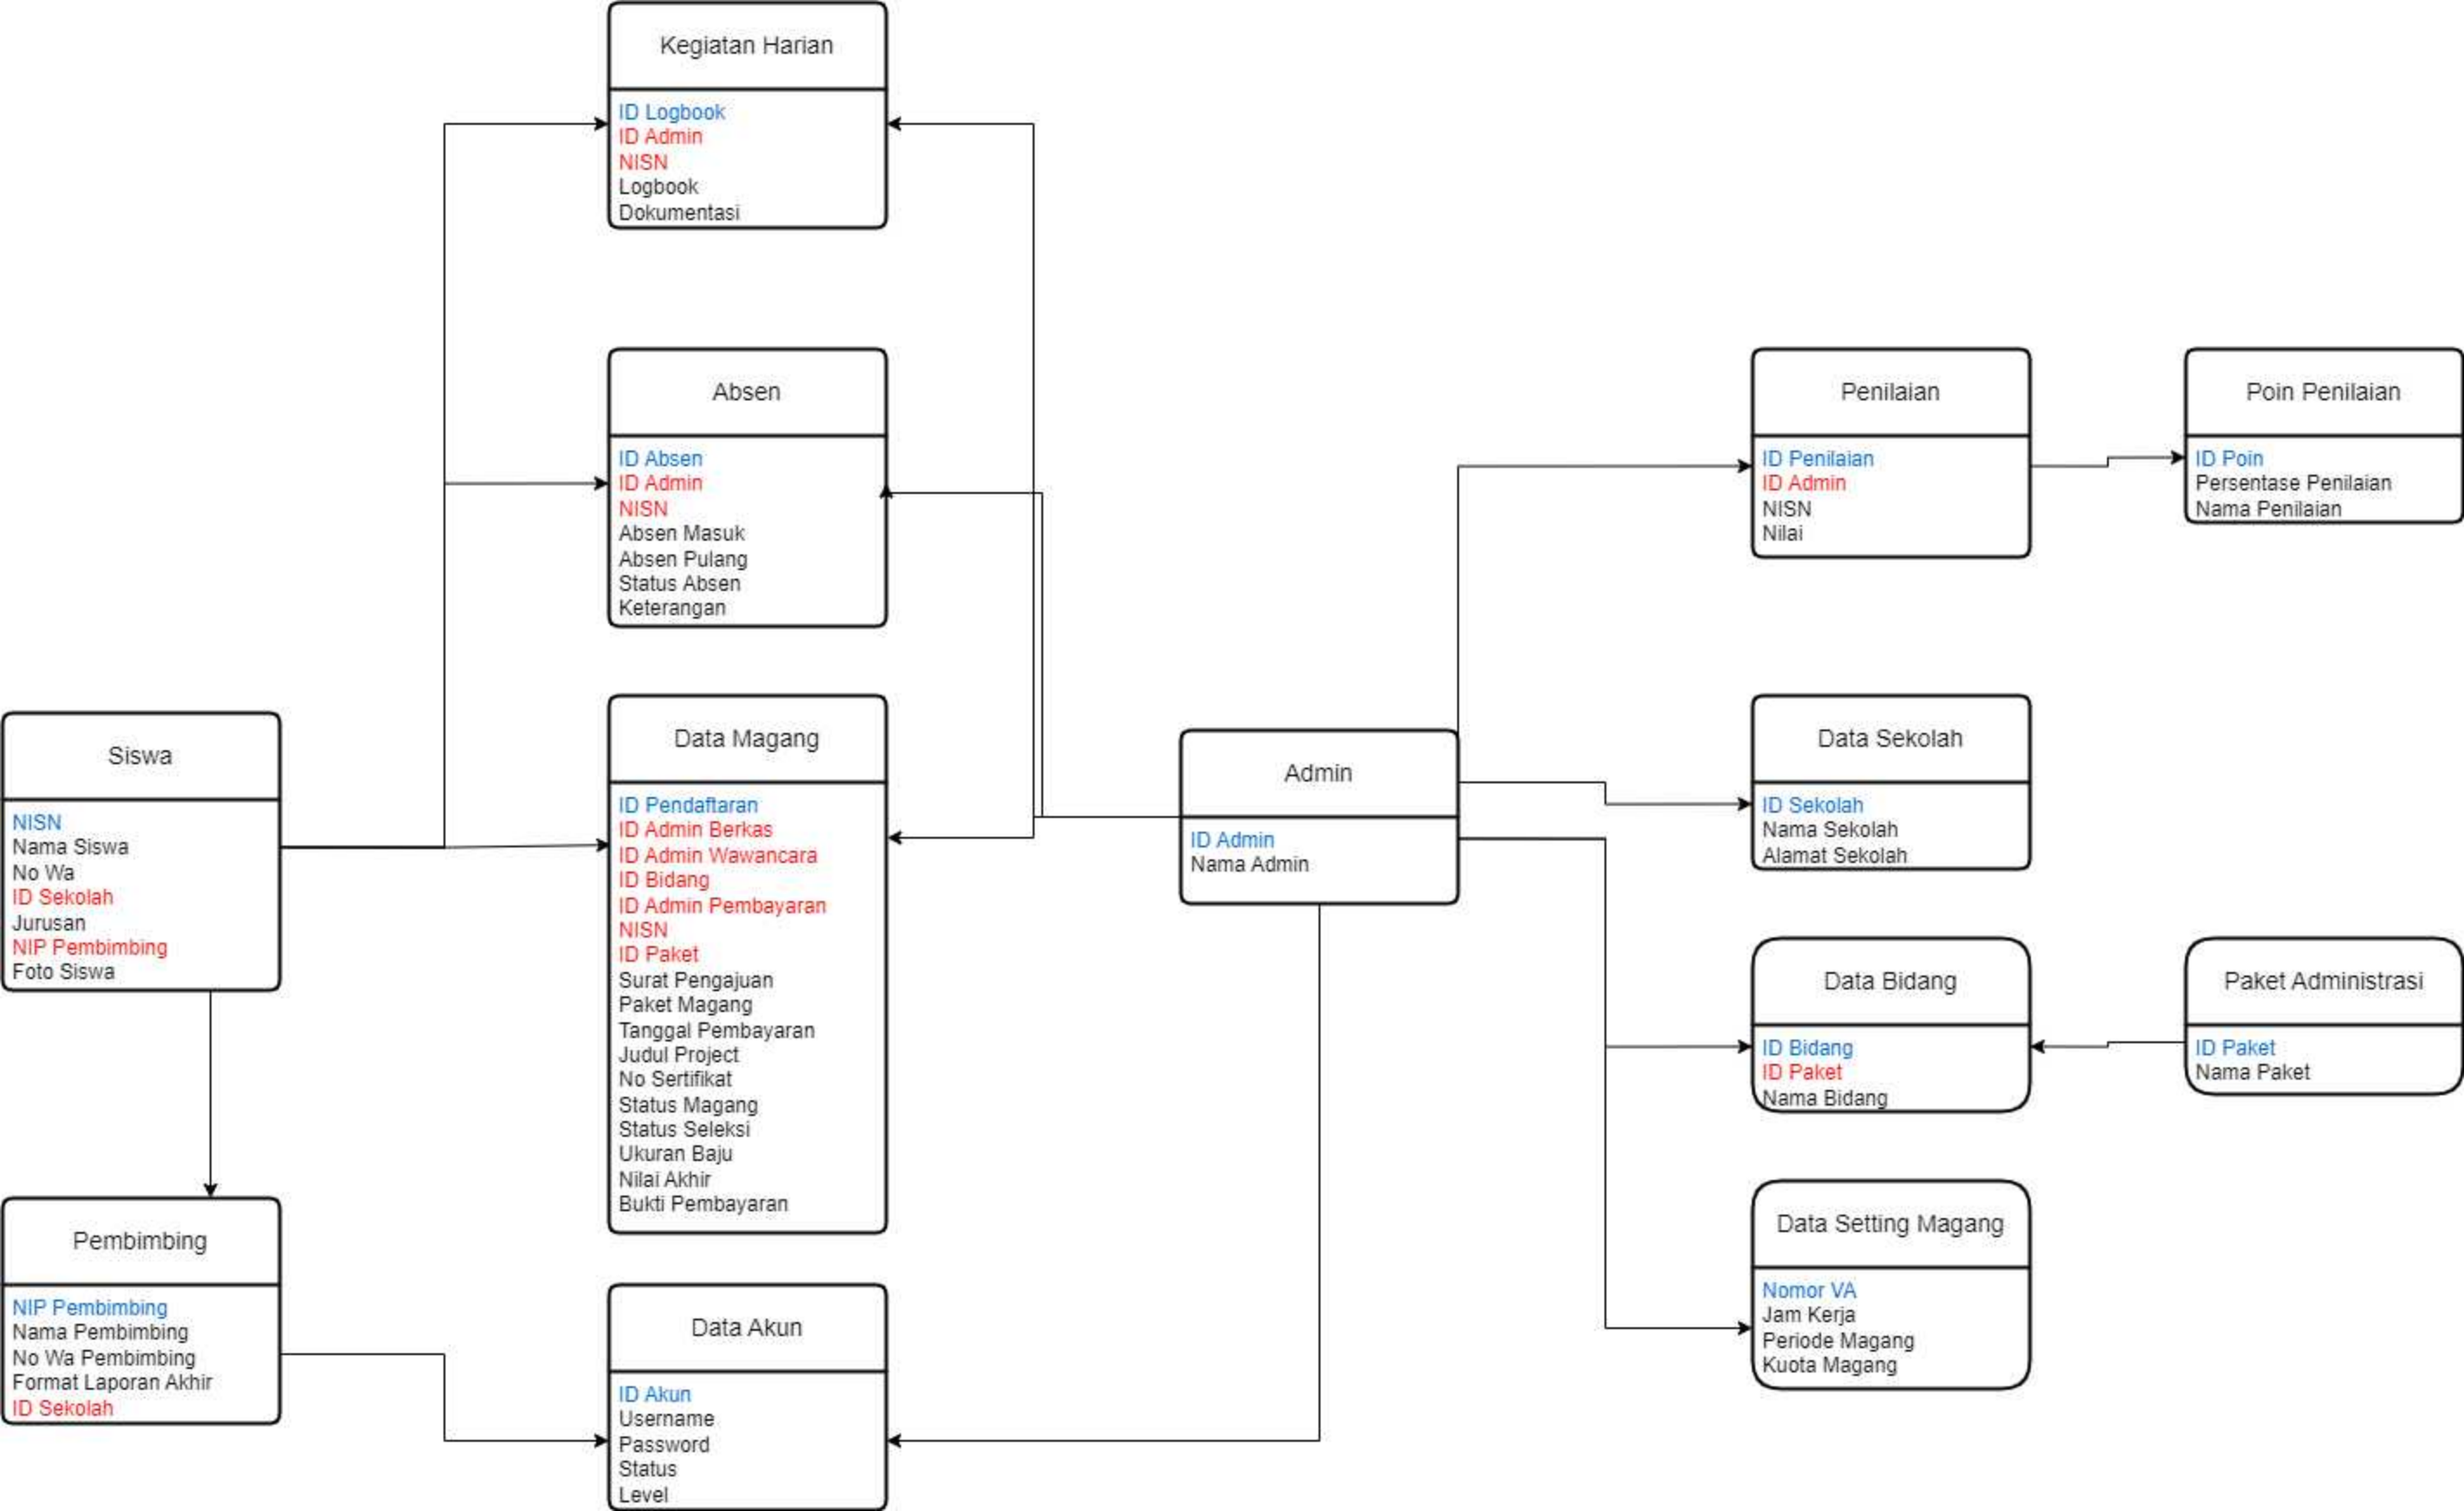 Kegiatan Harian
ID Logbook
ID Admin
NISN
Logbook
Dokumentasi
Absen
ID Absen
ID Admin
NISN
Absen Masuk
Absen Pulang
Status Absen
Keterangan
Penilaian
ID Penilaian
ID Admin
NISN
Nilai
Poin Penilaian
ID Poin
Persentase Penilaian
Nama Penilaian
Siswa
NISN
Nama Siswa
No Wa
ID Sekolah
Jurusan
NIP Pembimbing
Foto Siswa
Data Magang
ID Pendaftaran
ID Admin Berkas
ID Admin Wawancara
ID Bidang
ID Admin Pembayaran
NISN
ID Paket
Surat Pengajuan
Paket Magang
Tanggal Pembayaran
Judul Project
No Sertifikat
Status Magang
Status Seleksi
Ukuran Baju
Nilai Akhir
Bukti Pembayaran
Admin
ID Admin
Nama Admin
Data Sekolah
ID Sekolah
Nama Sekolah
Alamat Sekolah
Data Bidang
ID Bidang
ID Paket
Nama Bidang
Paket Administrasi
ID Paket
Nama Paket
Data Setting Magang
Nomor VA
Jam Kerja
Periode Magang
Kuota Magang
Pembimbing
NIP Pembimbing
Nama Pembimbing
No Wa Pembimbing
Format Laporan Akhir
ID Sekolah
Data Akun
ID Akun
Username
Password
Status
Level